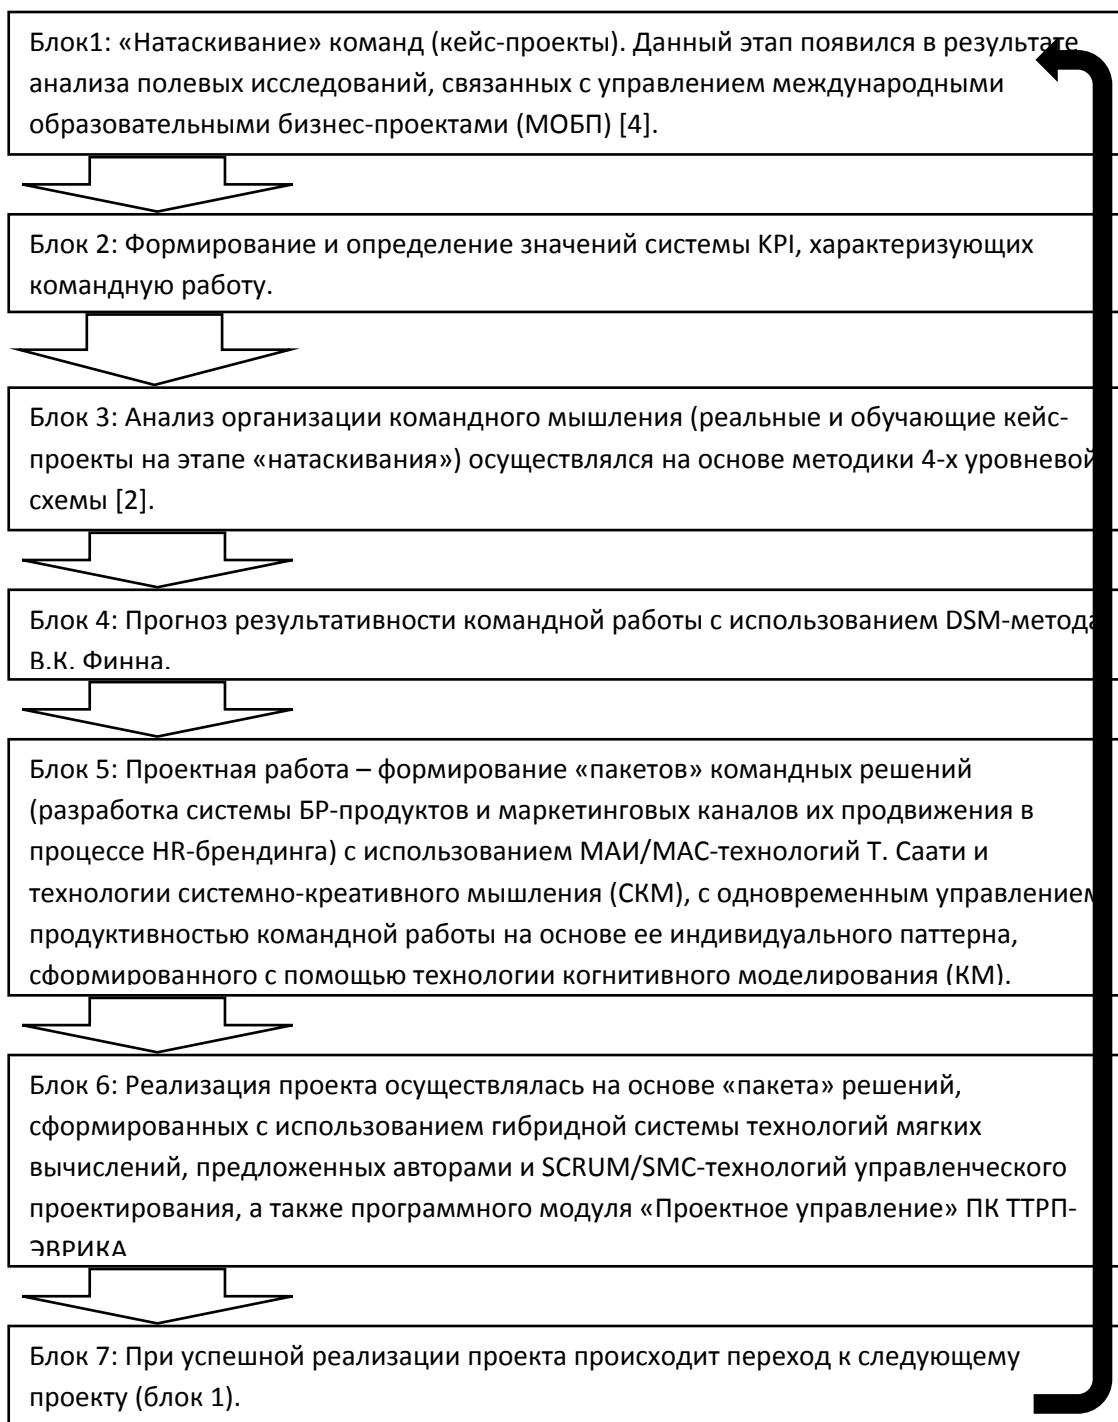 Блок1: «Натаскивание» команд (кейс-проекты). Данный этап появился в результате
анализа полевых исследований, связанных с управлением международными
образовательными бизнес-проектами (МОБП) [4].
Блок 2: Формирование и определение значений системы KPI, характеризующих
командную работу.
Блок 3: Анализ организации командного мышления (реальные и обучающие кейс-
проекты на этапе «натаскивания») осуществлялся на основе методики 4-х уровневой
схемы [2].
Блок 4: Прогноз результативности командной работы с использованием DSM-метода
В.К. Финна.
Блок 5: Проектная работа – формирование «пакетов» командных решений
(разработка системы БР-продуктов и маркетинговых каналов их продвижения в
процессе HR-брендинга) с использованием МАИ/МАС-технологий Т. Саати и
технологии системно-креативного мышления (СКМ), с одновременным управлением
продуктивностью командной работы на основе ее индивидуального паттерна,
сформированного с помощью технологии когнитивного моделирования (КМ).
Блок 6: Реализация проекта осуществлялась на основе «пакета» решений,
сформированных с использованием гибридной системы технологий мягких
вычислений, предложенных авторами и SCRUM/SMC-технологий управленческого
проектирования, а также программного модуля «Проектное управление» ПК ТТРП-
ЭВРИКА
Блок 7: При успешной реализации проекта происходит переход к следующему
проекту (блок 1).